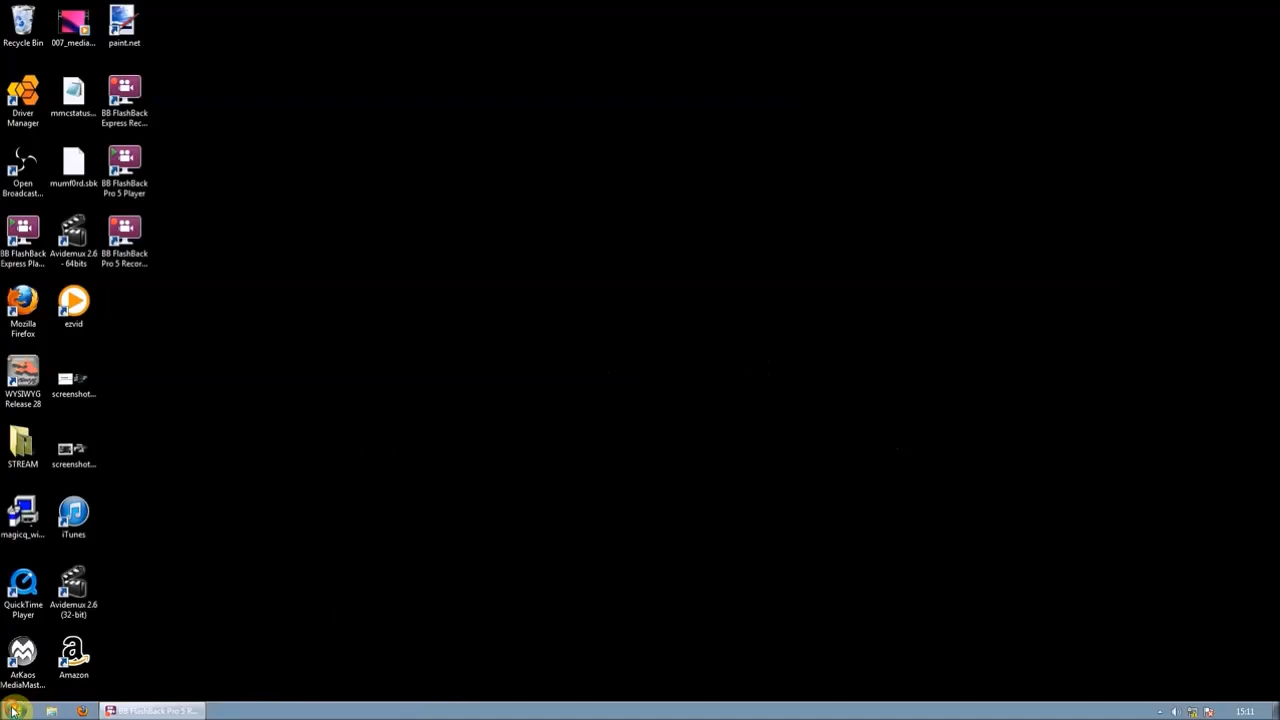 Recycle Bin
007_media...
paint.net
Driver
Manager
mmcstatus...
BB FlashBack
Express Rec...
Open
Broadcast...
mumf0rd.sbk
BB FlashBack
Pro 5 Player
BB FlashBack
Express Pla...
Avidemux 2.6
- 64bits
BB FlashBack
Pro 5 Recor...
Mozilla
Firefox
ezvid
WYSIWYG
Release 28
screenshot...
STREAM
screenshot...
magicq_wi...
iTunes
QuickTime
Player
Avidemux 2.6
(32-bit)
ArKaos
MediaMast...
Amazon
BB FlashBack Pro 5 R...
15:11